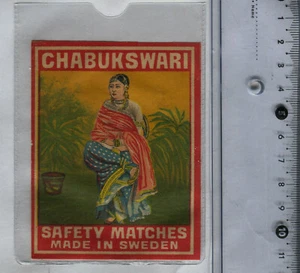 CHABUKSWARI
SAFETY MATCHES
MADE IN SWEDEN